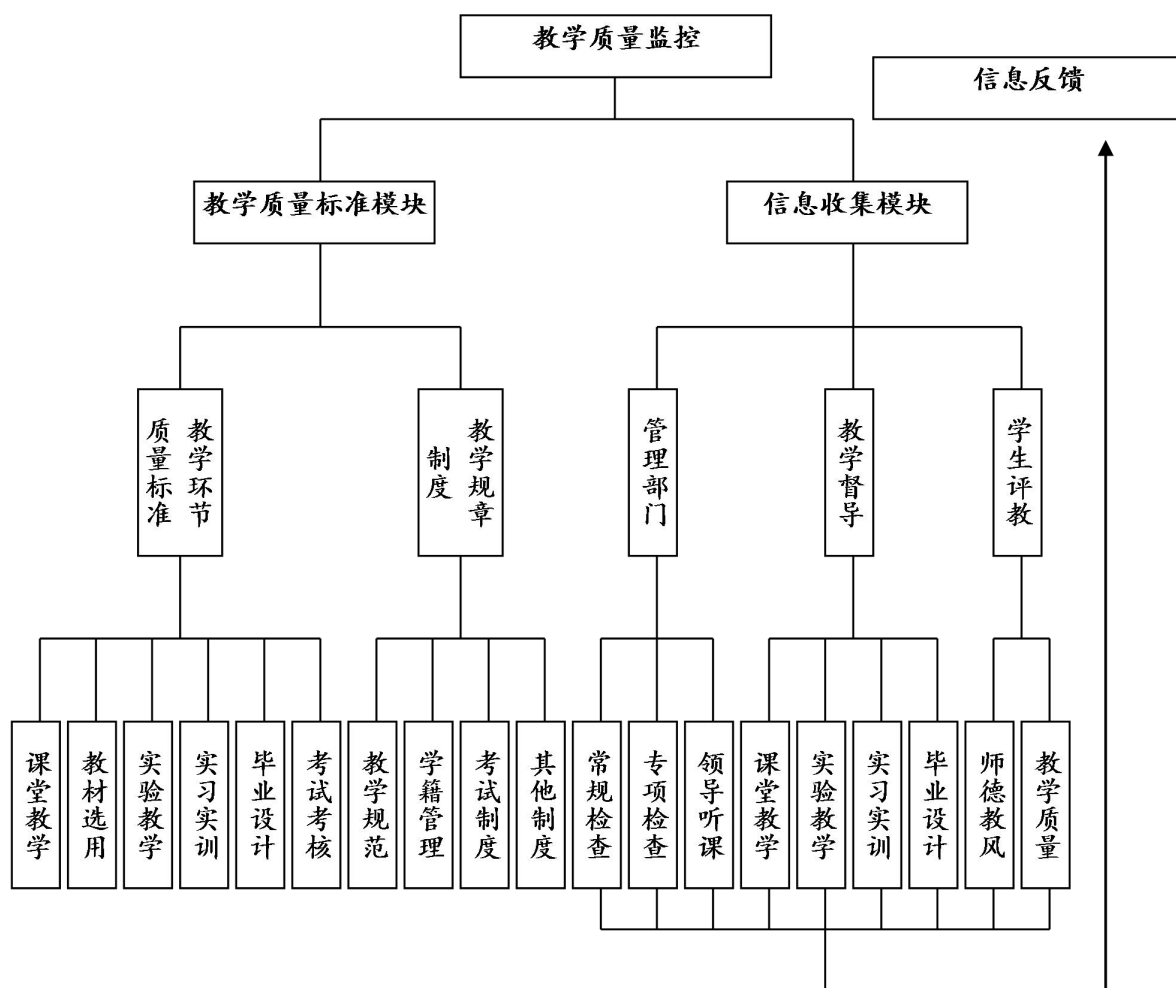 教学质量监控
信息反馈
教学质量标准模块
信息收集模块
教学环节
质量标准
教学规章
制度
管理部门
教学督导
学生评教
课堂教学
教材选用
实验教学
实习实训
毕业设计
考试考核
教学规范
学籍管理
考试制度
其他制度
常规检查
专项检查
领导听课
课堂教学
实验教学
实习实训
毕业设计
师德教风
教学质量